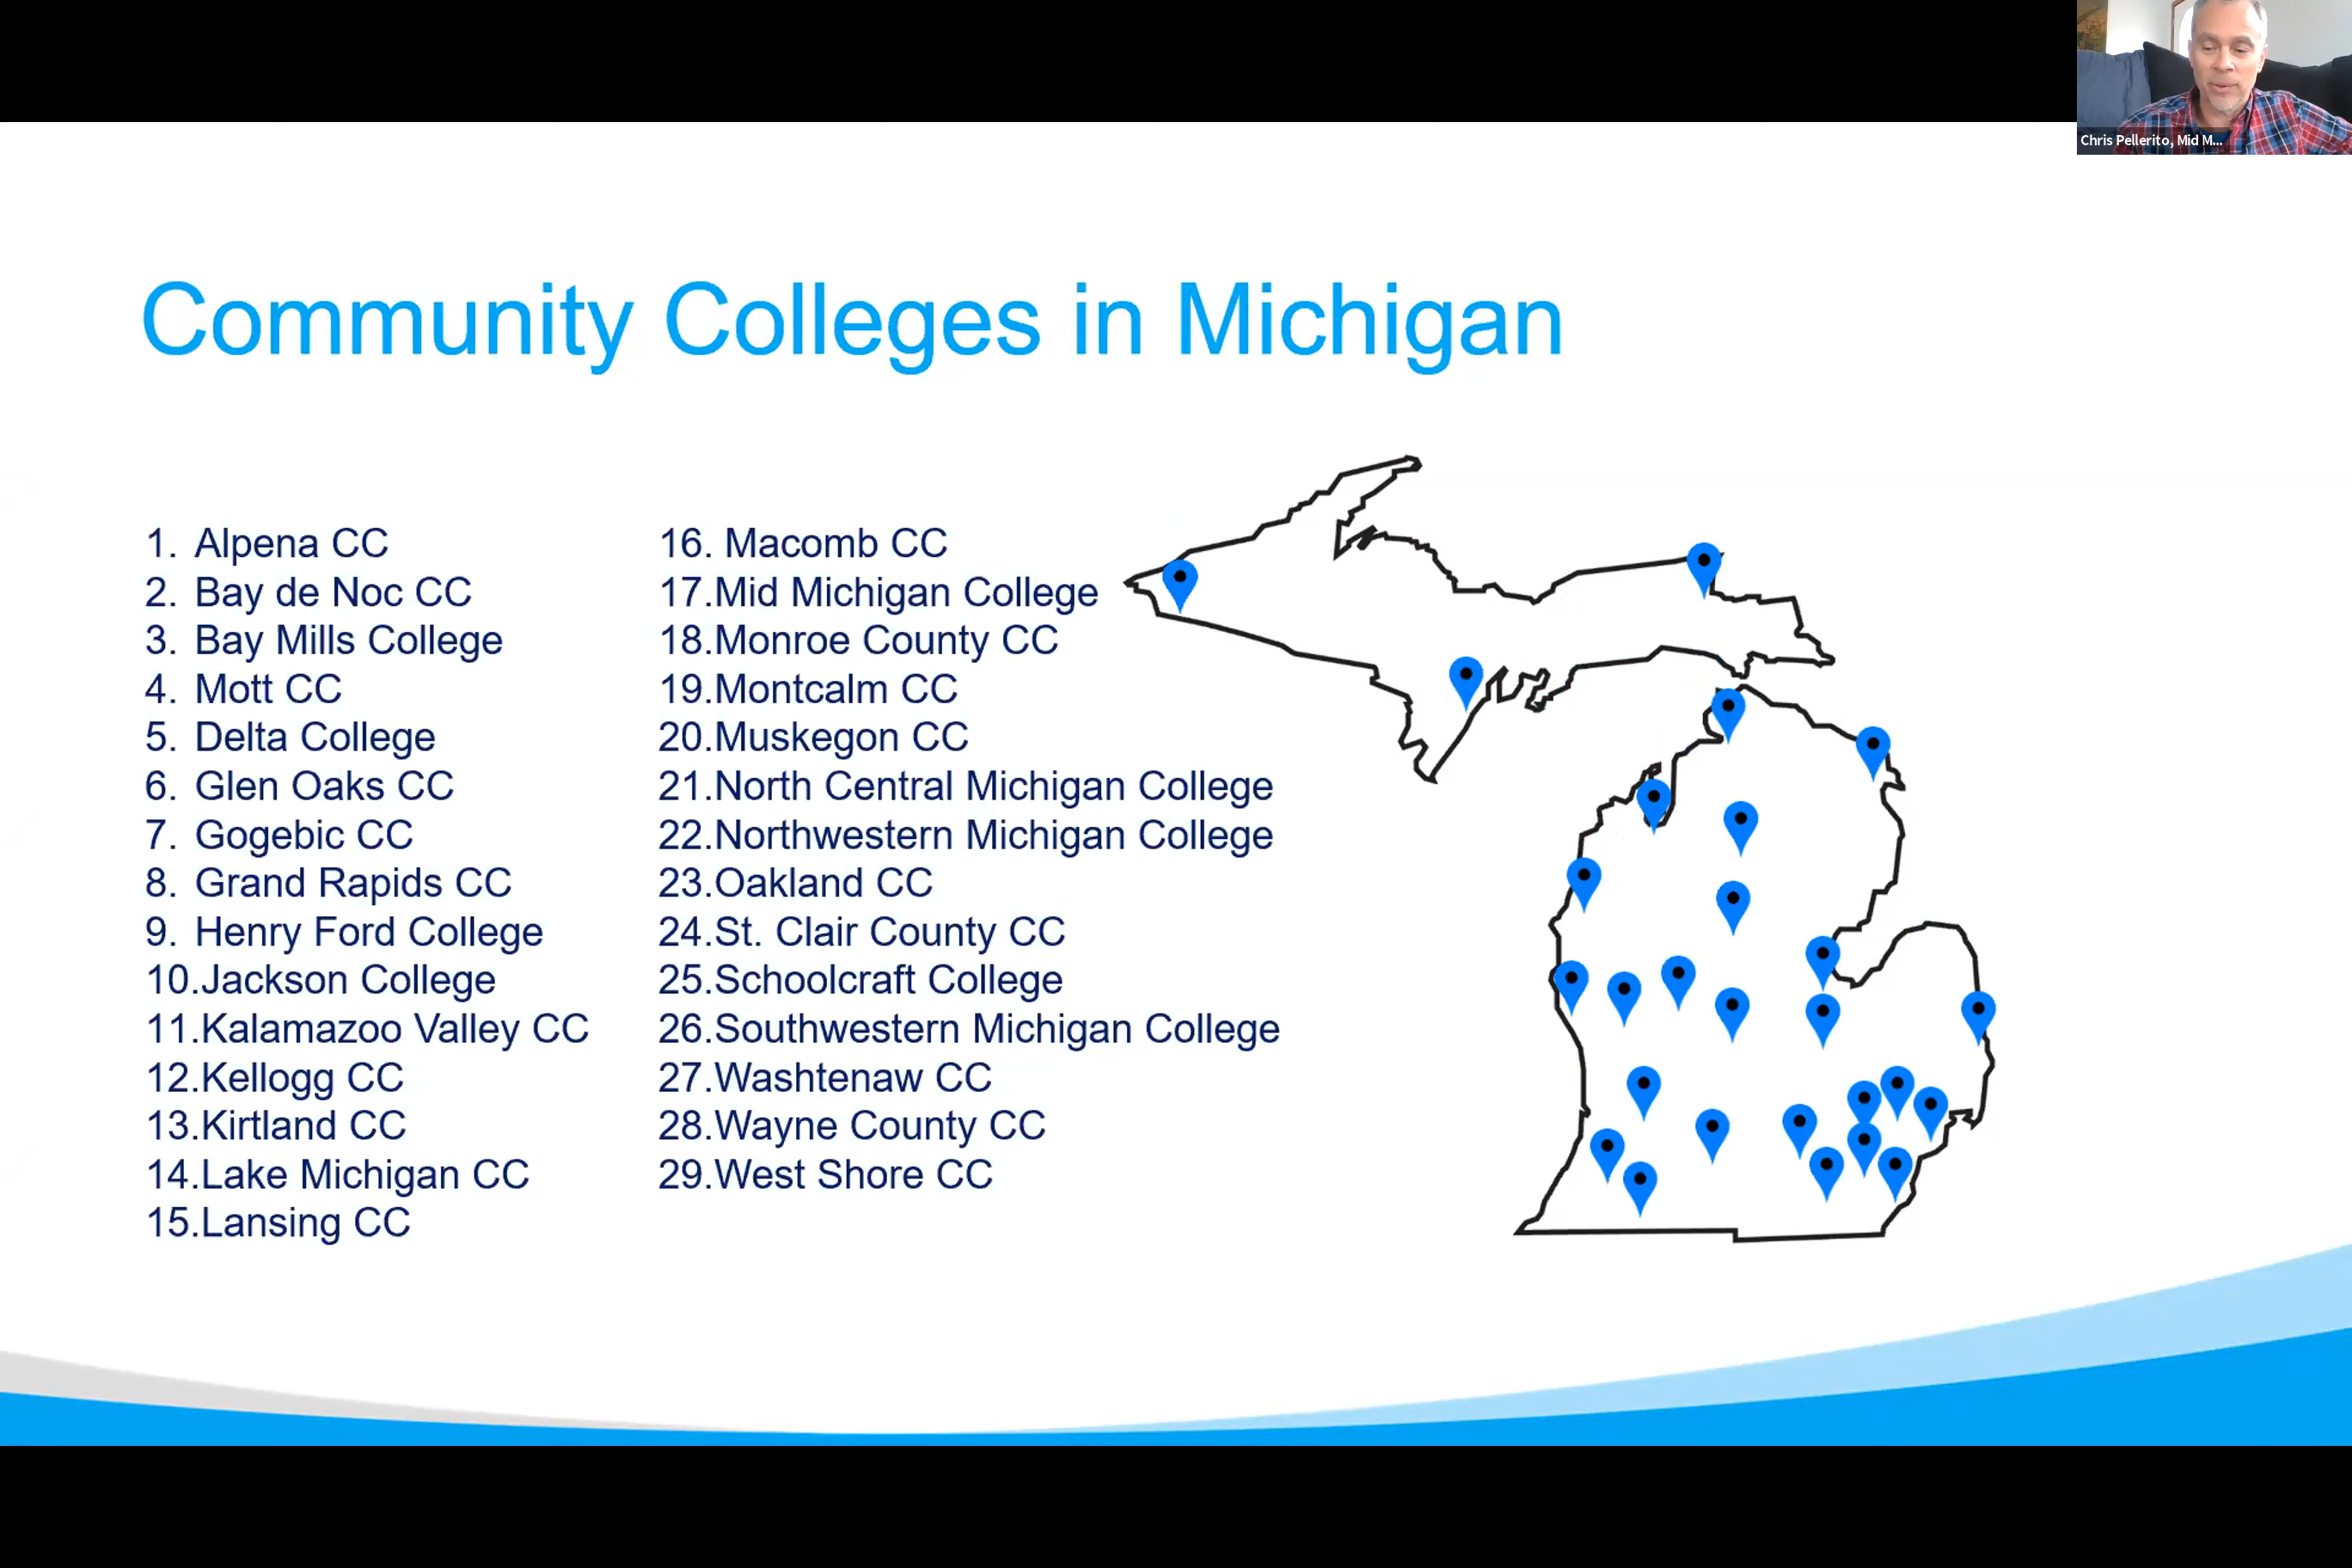 Chris Pellerito, Mid M...
Community Colleges in Michigan
1. Alpena CC
2. Bay de Noc CC
3. Bay Mills College
4. Mott CC
5. Delta College
6. Glen Oaks CC
7. Gogebic CC
8. Grand Rapids CC
9. Henry Ford College
10.Jackson College
11.Kalamazoo Valley CC
12.Kellogg CC
13.Kirtland CC
14.Lake Michigan CC
15.Lansing CC
16. Macomb CC
17.Mid Michigan College
18.Monroe County CC
19.Montcalm CC
20.Muskegon CC
21.North Central Michigan College
22.Northwestern Michigan College
23.Oakland CC
24.St. Clair County CC
25.Schoolcraft College
26.Southwestern Michigan College
27.Washtenaw CC
28.Wayne County CC
29.West Shore CC